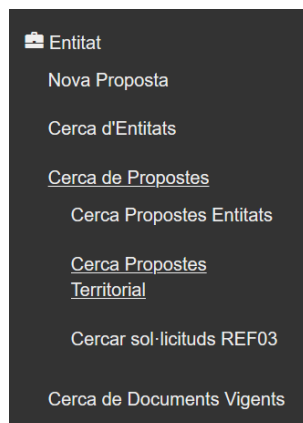 Entitat
Nova Proposta
Cerca d'Entitats
Cerca de Propostes
Cerca Propostes Entitats
Cerca Propostes
Territorial
Cercar sol·licituds REF03
Cerca de Documents Vigents